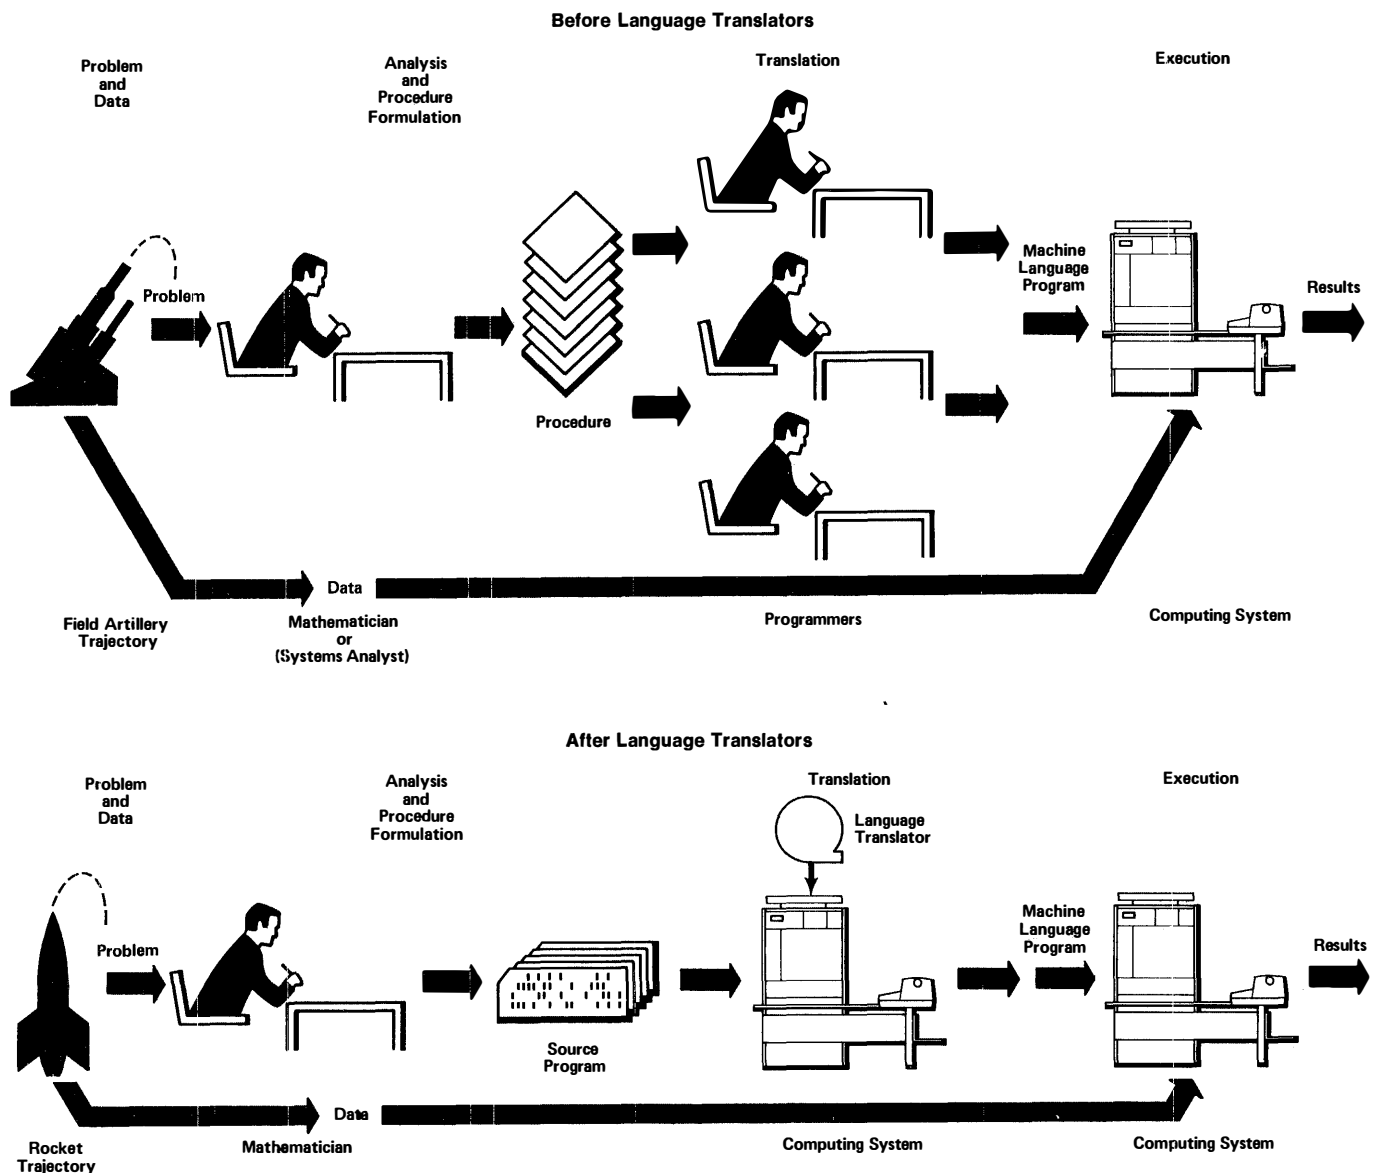 Before Language Translators
Problem
and
Data
Analysis
and
Procedure
Formulation
Translation
Execution
Problem
Procedure
Machine
Language
Program
Results
Data
Field Artillery
Trajectory
Mathematician
or
(Systems Analyst)
Programmers
Computing System
After Language Translators
Problem
and
Data
Analysis
and
Procedure
Formulation
Translation
Execution
Language
Translator
Problem
Source
Program
Machine
Language
Program
Results
Data
Rocket
Trajectory
Mathematician
Computing System
Computing System